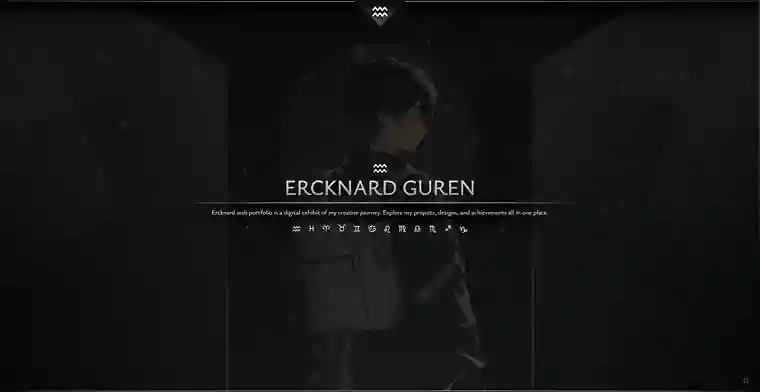 ERCKNARD GUREN
Ercknard web portfolio is a digital exhibit of my creative journey. Explore my projects, designs, and achievements all in one place.
♒ ♓ ♈ ♉ ♊ ♋ ♌ ♍ ♎ ♏ ♐ ♑